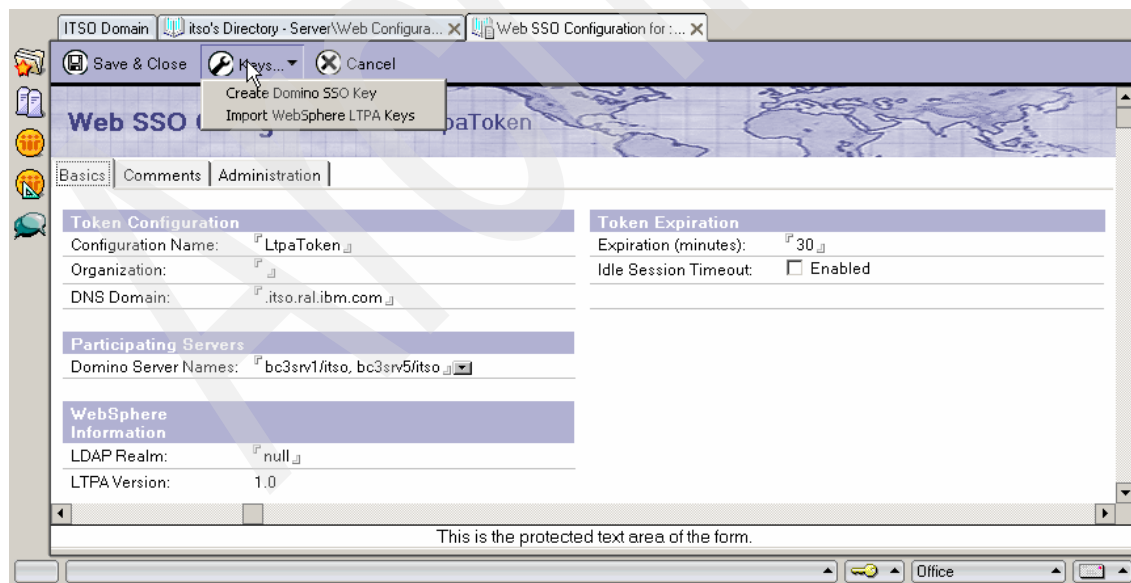 ITSO Domain itso's Directory - Server\Web Configura... Web SSO Configuration for :...
Save & Close Keys... Cancel
Create Domino SSO Key
Import WebSphere LTPA Keys
Web SSO paToken
Basics Comments Administration
Token Configuration
Configuration Name: LtpaToken
Organization:
DNS Domain: .itso.ral.ibm.com
Token Expiration
Expiration (minutes): 30
Idle Session Timeout: Enabled
Participating Servers
Domino Server Names: bc3srv1/itso, bc3srv5/itso
WebSphere
Information
LDAP Realm: null
LTPA Version: 1.0
This is the protected text area of the form.
Office